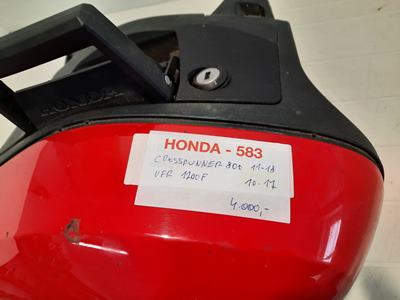 HONDA
HONDA - 583
CROSSRUNNER 800 11-18
VFR 1200F 10-17
4.000,-